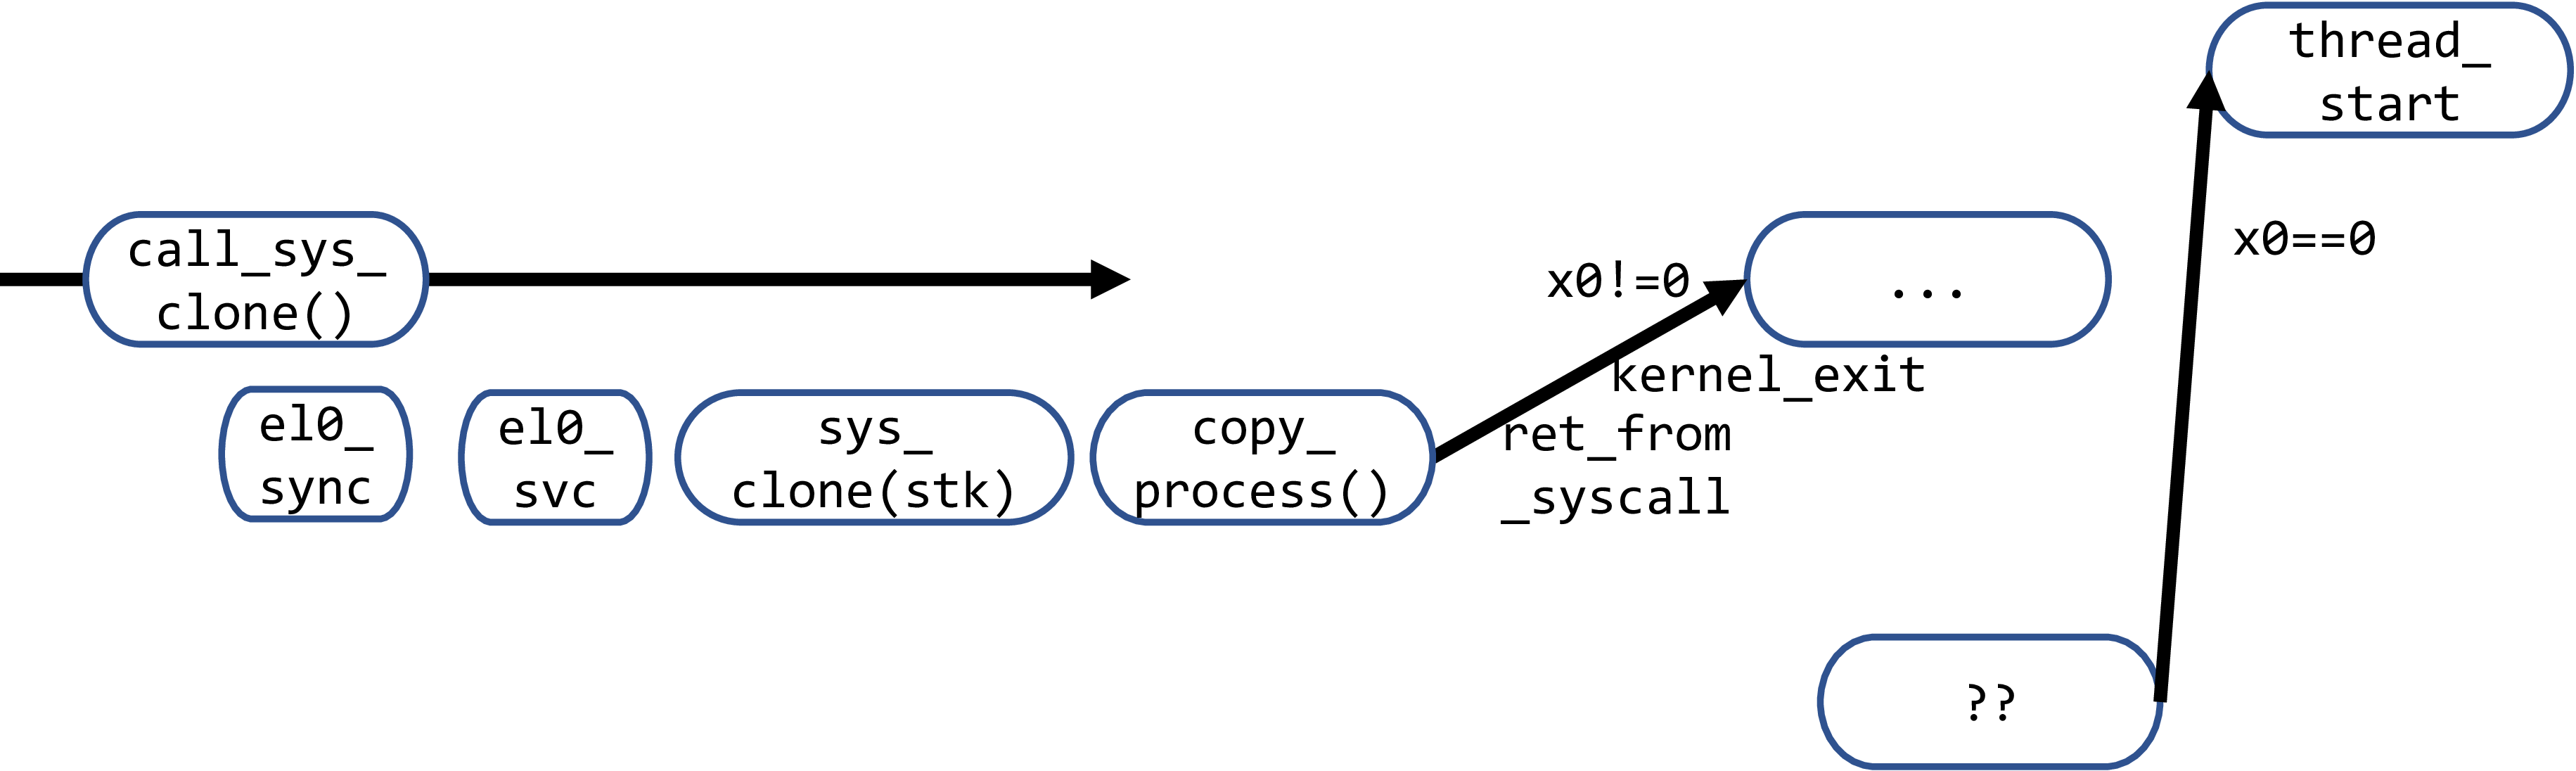 thread_
start
call_sys_
clone()
x0==0
x0!=0
...
kernel_exit
el0_
sync
el0_
svc
sys_
clone(stk)
copy_
process()
ret_from
_syscall
??